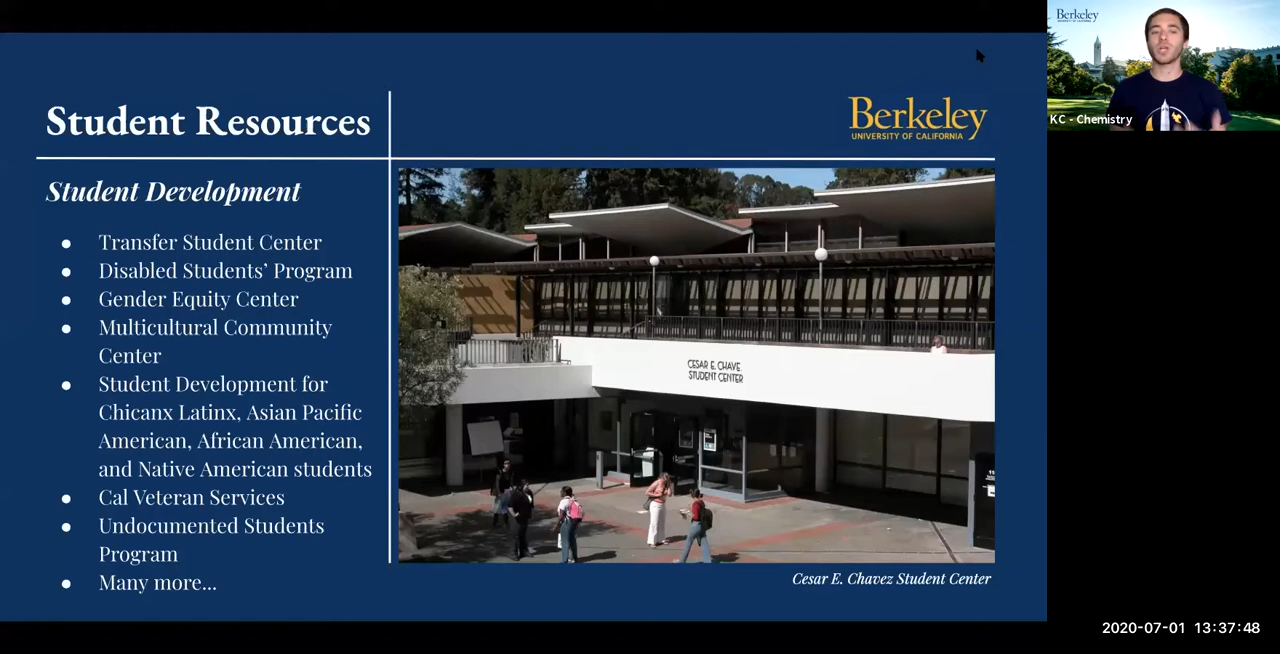 Student Resources
Berkeley
UNIVERSITY OF CALIFORNIA
Student Development
● Transfer Student Center
● Disabled Students’ Program
● Gender Equity Center
● Multicultural Community
Center
● Student Development for
Chicanx Latinx, Asian Pacific
American, African American,
and Native American students
● Cal Veteran Services
● Undocumented Students
Program
● Many more...
CESAR E. CHAVE
STUDENT CENTER
Cesar E. Chavez Student Center
Berkeley
KC - Chemistry
2020-07-01 13:37:48